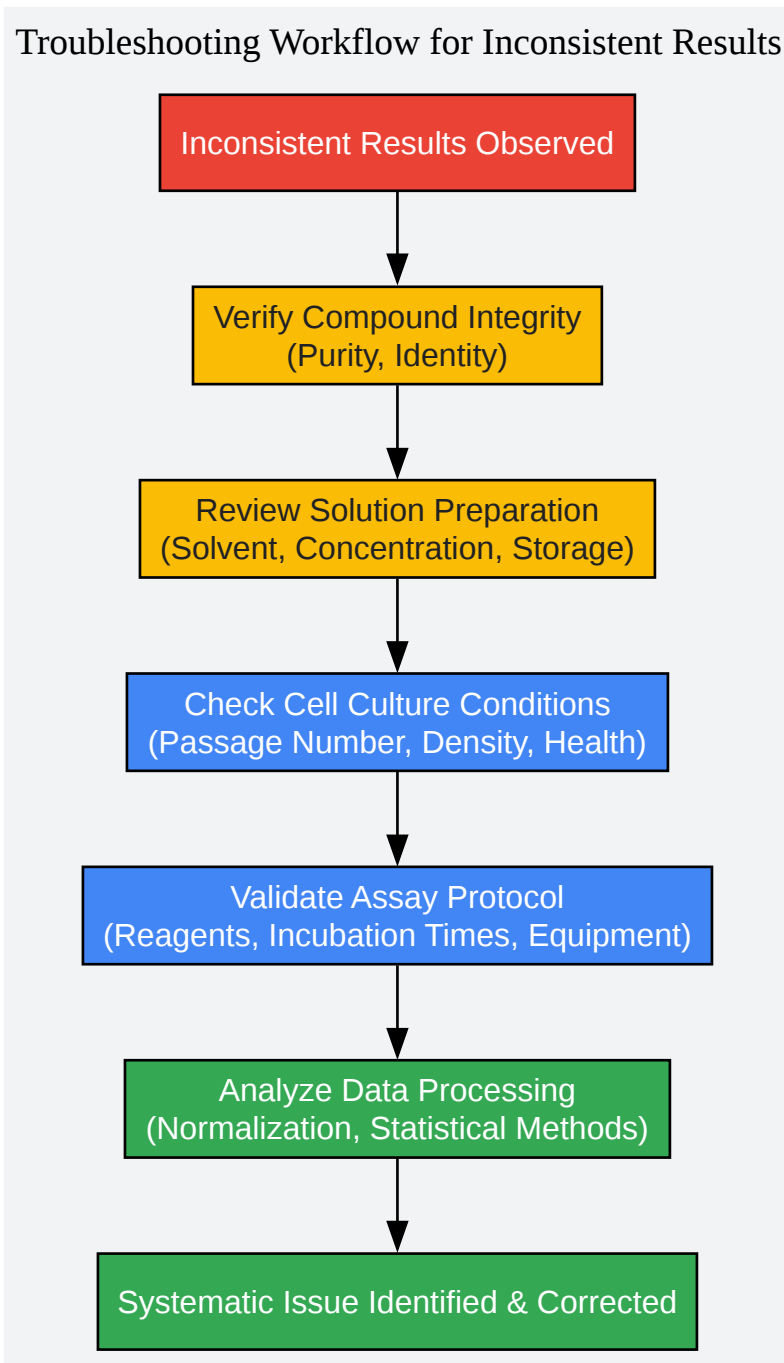 Troubleshooting Workflow for Inconsistent Results
Inconsistent Results Observed
Verify Compound Integrity
(Purity, Identity)
Review Solution Preparation
(Solvent, Concentration, Storage)
Check Cell Culture Conditions
(Passage Number, Density, Health)
Validate Assay Protocol
(Reagents, Incubation Times, Equipment)
Analyze Data Processing
(Normalization, Statistical Methods)
Systematic Issue Identified & Corrected